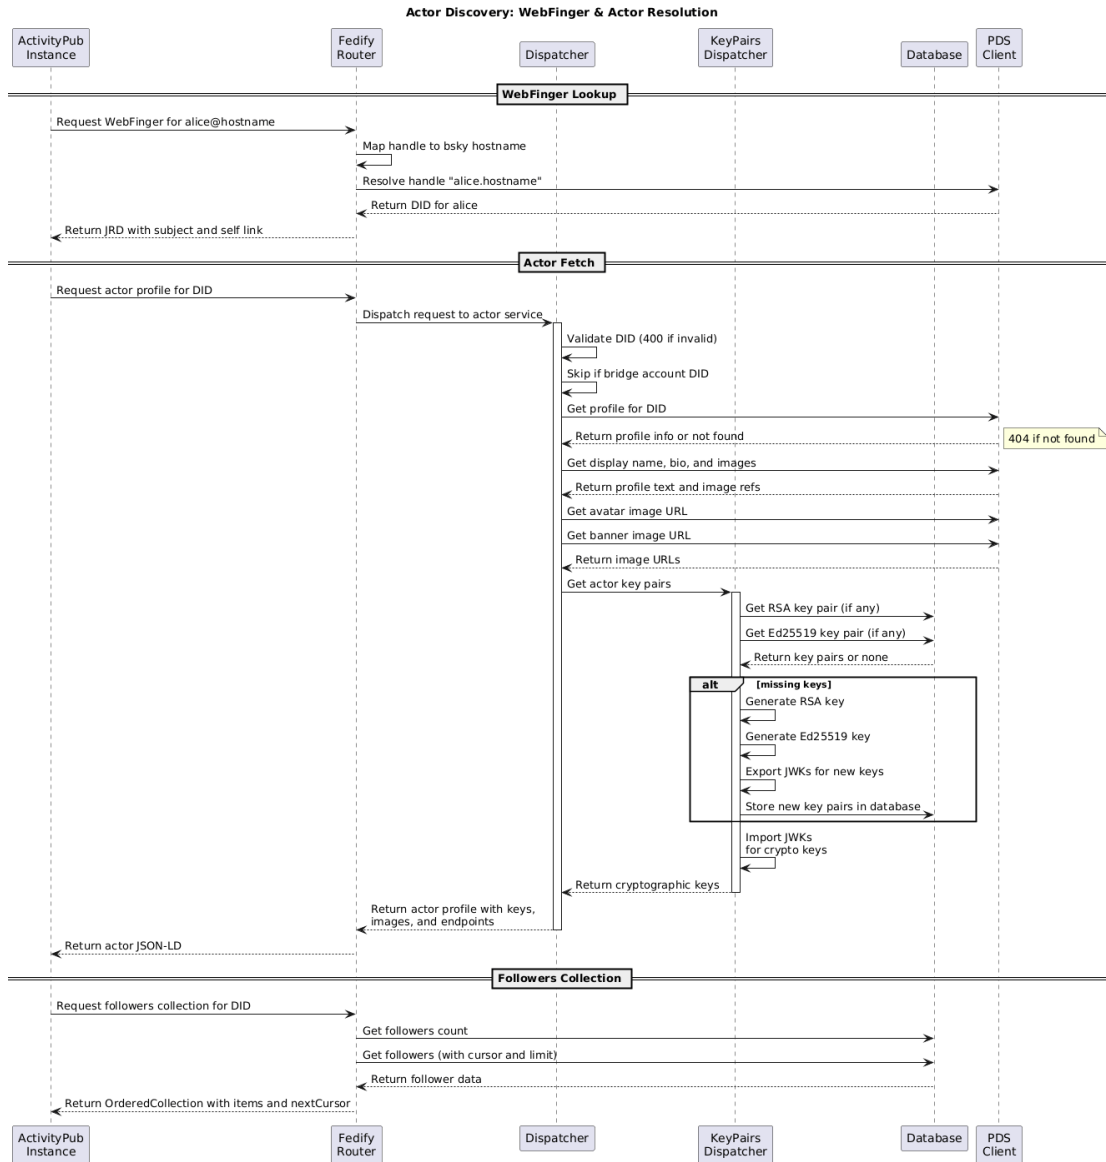 Actor Discovery: WebFinger & Actor Resolution
ActivityPub
Instance
Fedify
Router
Dispatcher
KeyPairs
Dispatcher
Database
PDS
Client
WebFinger Lookup
Request WebFinger for alice@hostname
Map handle to bsky hostname
Resolve handle "alice.hostname"
Return DID for alice
Return JRD with subject and self link
Actor Fetch
Request actor profile for DID
Dispatch request to actor service
Validate DID (400 if invalid)
Skip if bridge account DID
Get profile for DID
Return profile info or not found
404 if not found
Get display name, bio, and images
Return profile text and image refs
Get avatar image URL
Get banner image URL
Return image URLs
Get actor key pairs
Get RSA key pair (if any)
Get Ed25519 key pair (if any)
Return key pairs or none
alt [missing keys]
Generate RSA key
Generate Ed25519 key
Export JWKs for new keys
Store new key pairs in database
Import JWKs
for crypto keys
Return cryptographic keys
Return actor profile with keys,
images, and endpoints
Return actor JSON-LD
Followers Collection
Request followers collection for DID
Get followers count
Get followers (with cursor and limit)
Return follower data
Return OrderedCollection with items and nextCursor
ActivityPub
Instance
Fedify
Router
Dispatcher
KeyPairs
Dispatcher
Database
PDS
Client